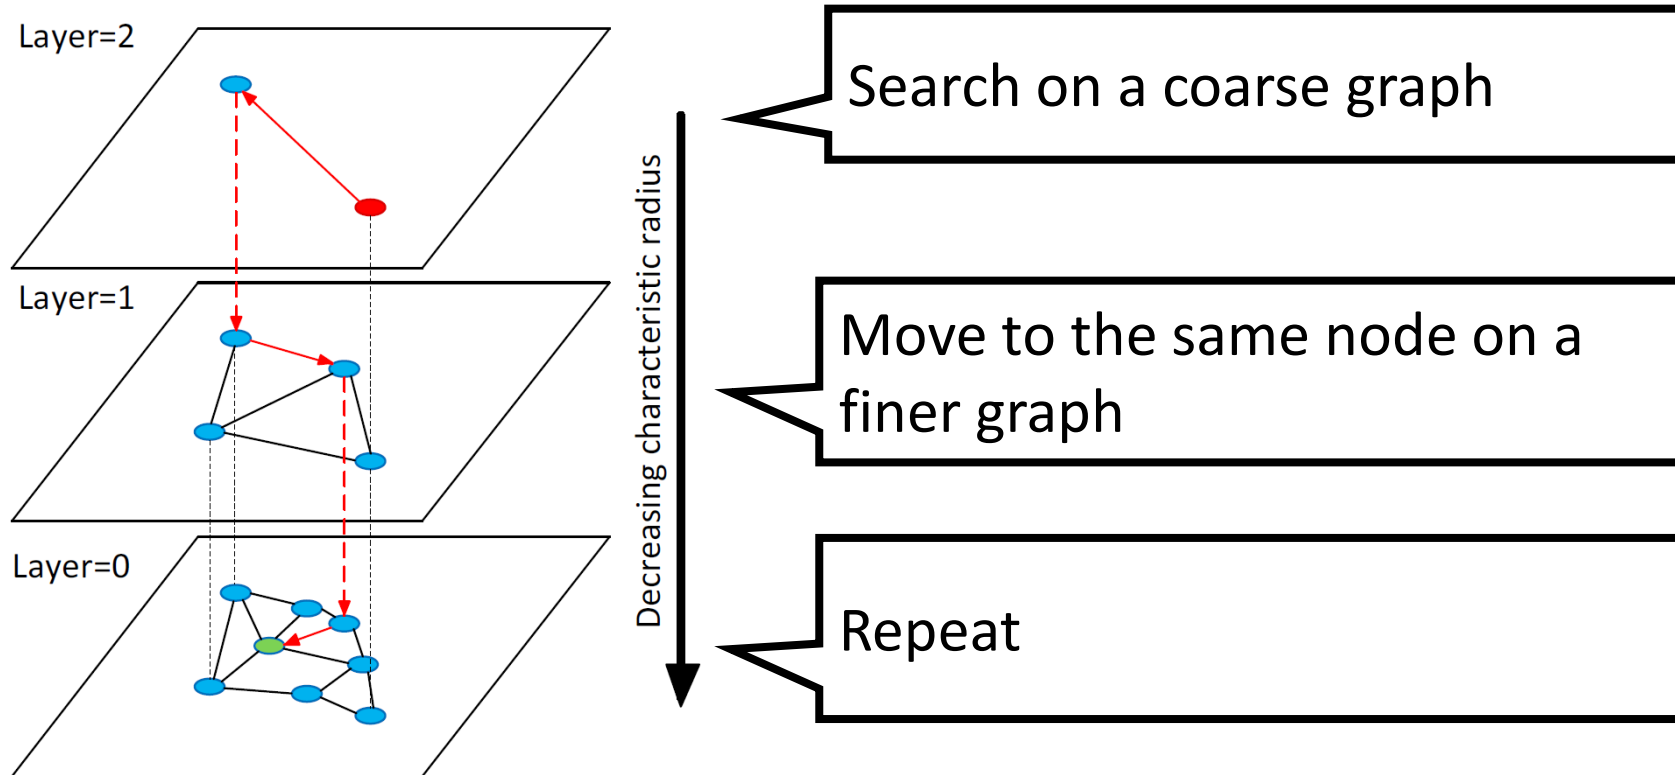 Layer=2
Search on a coarse graph
Decreasing characteristic radius
Layer=1
Move to the same node on a
finer graph
Layer=0
Repeat